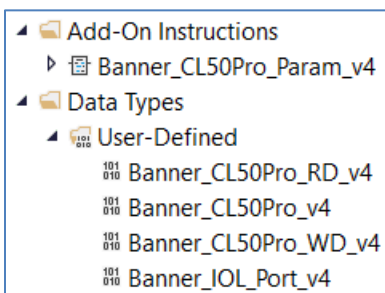 Add-On Instructions
Banner_CL50Pro_Param_v4
Data Types
User-Defined
Banner_CL50Pro_RD_v4
Banner_CL50Pro_v4
Banner_CL50Pro_WD_v4
Banner_IOL_Port_v4